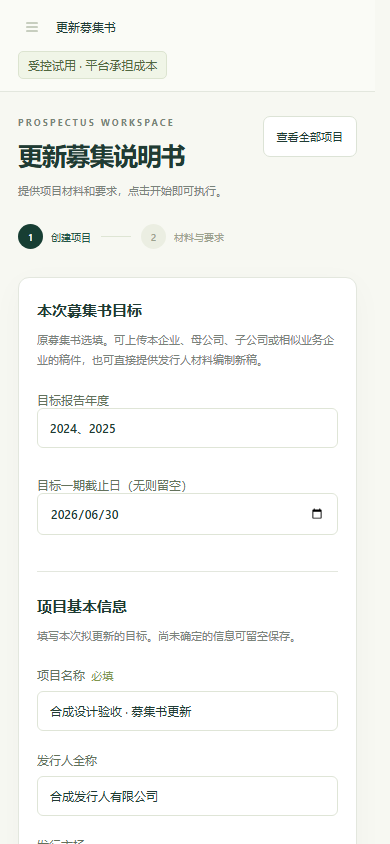 更新募集书
受控试用 · 平台承担成本
PROSPECTUS WORKSPACE
更新募集说明书
查看全部项目
提供项目材料和要求，点击开始即可执行。
1 创建项目 2 材料与要求
本次募集书目标
原募集书选填。可上传本企业、母公司、子公司或相似业务企
业的稿件，也可直接提供发行人材料编制新稿。
目标报告年度
2024、2025
目标一期截止日（无则留空）
2026/06/30
项目基本信息
填写本次拟更新的目标。尚未确定的信息可留空保存。
项目名称 必填
合成设计验收 · 募集书更新
发行人全称
合成发行人有限公司